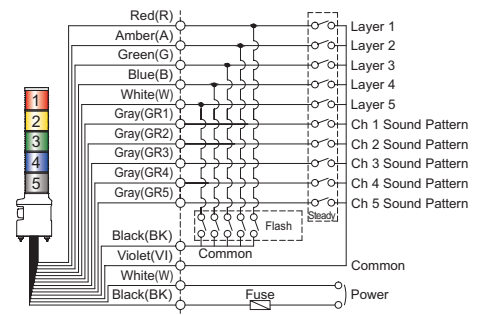 Red(R)
Layer 1
Amber(A)
Layer 2
Green(G)
Layer 3
Blue(B)
Layer 4
White(W)
Layer 5
Gray(GR1)
Ch 1 Sound Pattern
Gray(GR2)
Ch 2 Sound Pattern
Gray(GR3)
Ch 3 Sound Pattern
Gray(GR4)
Ch 4 Sound Pattern
Gray(GR5)
Ch 5 Sound Pattern
1
2
3
4
5
Steady
Flash
Black(BK)
Common
Violet(VI)
Common
White(W)
Black(BK)
Fuse
Power